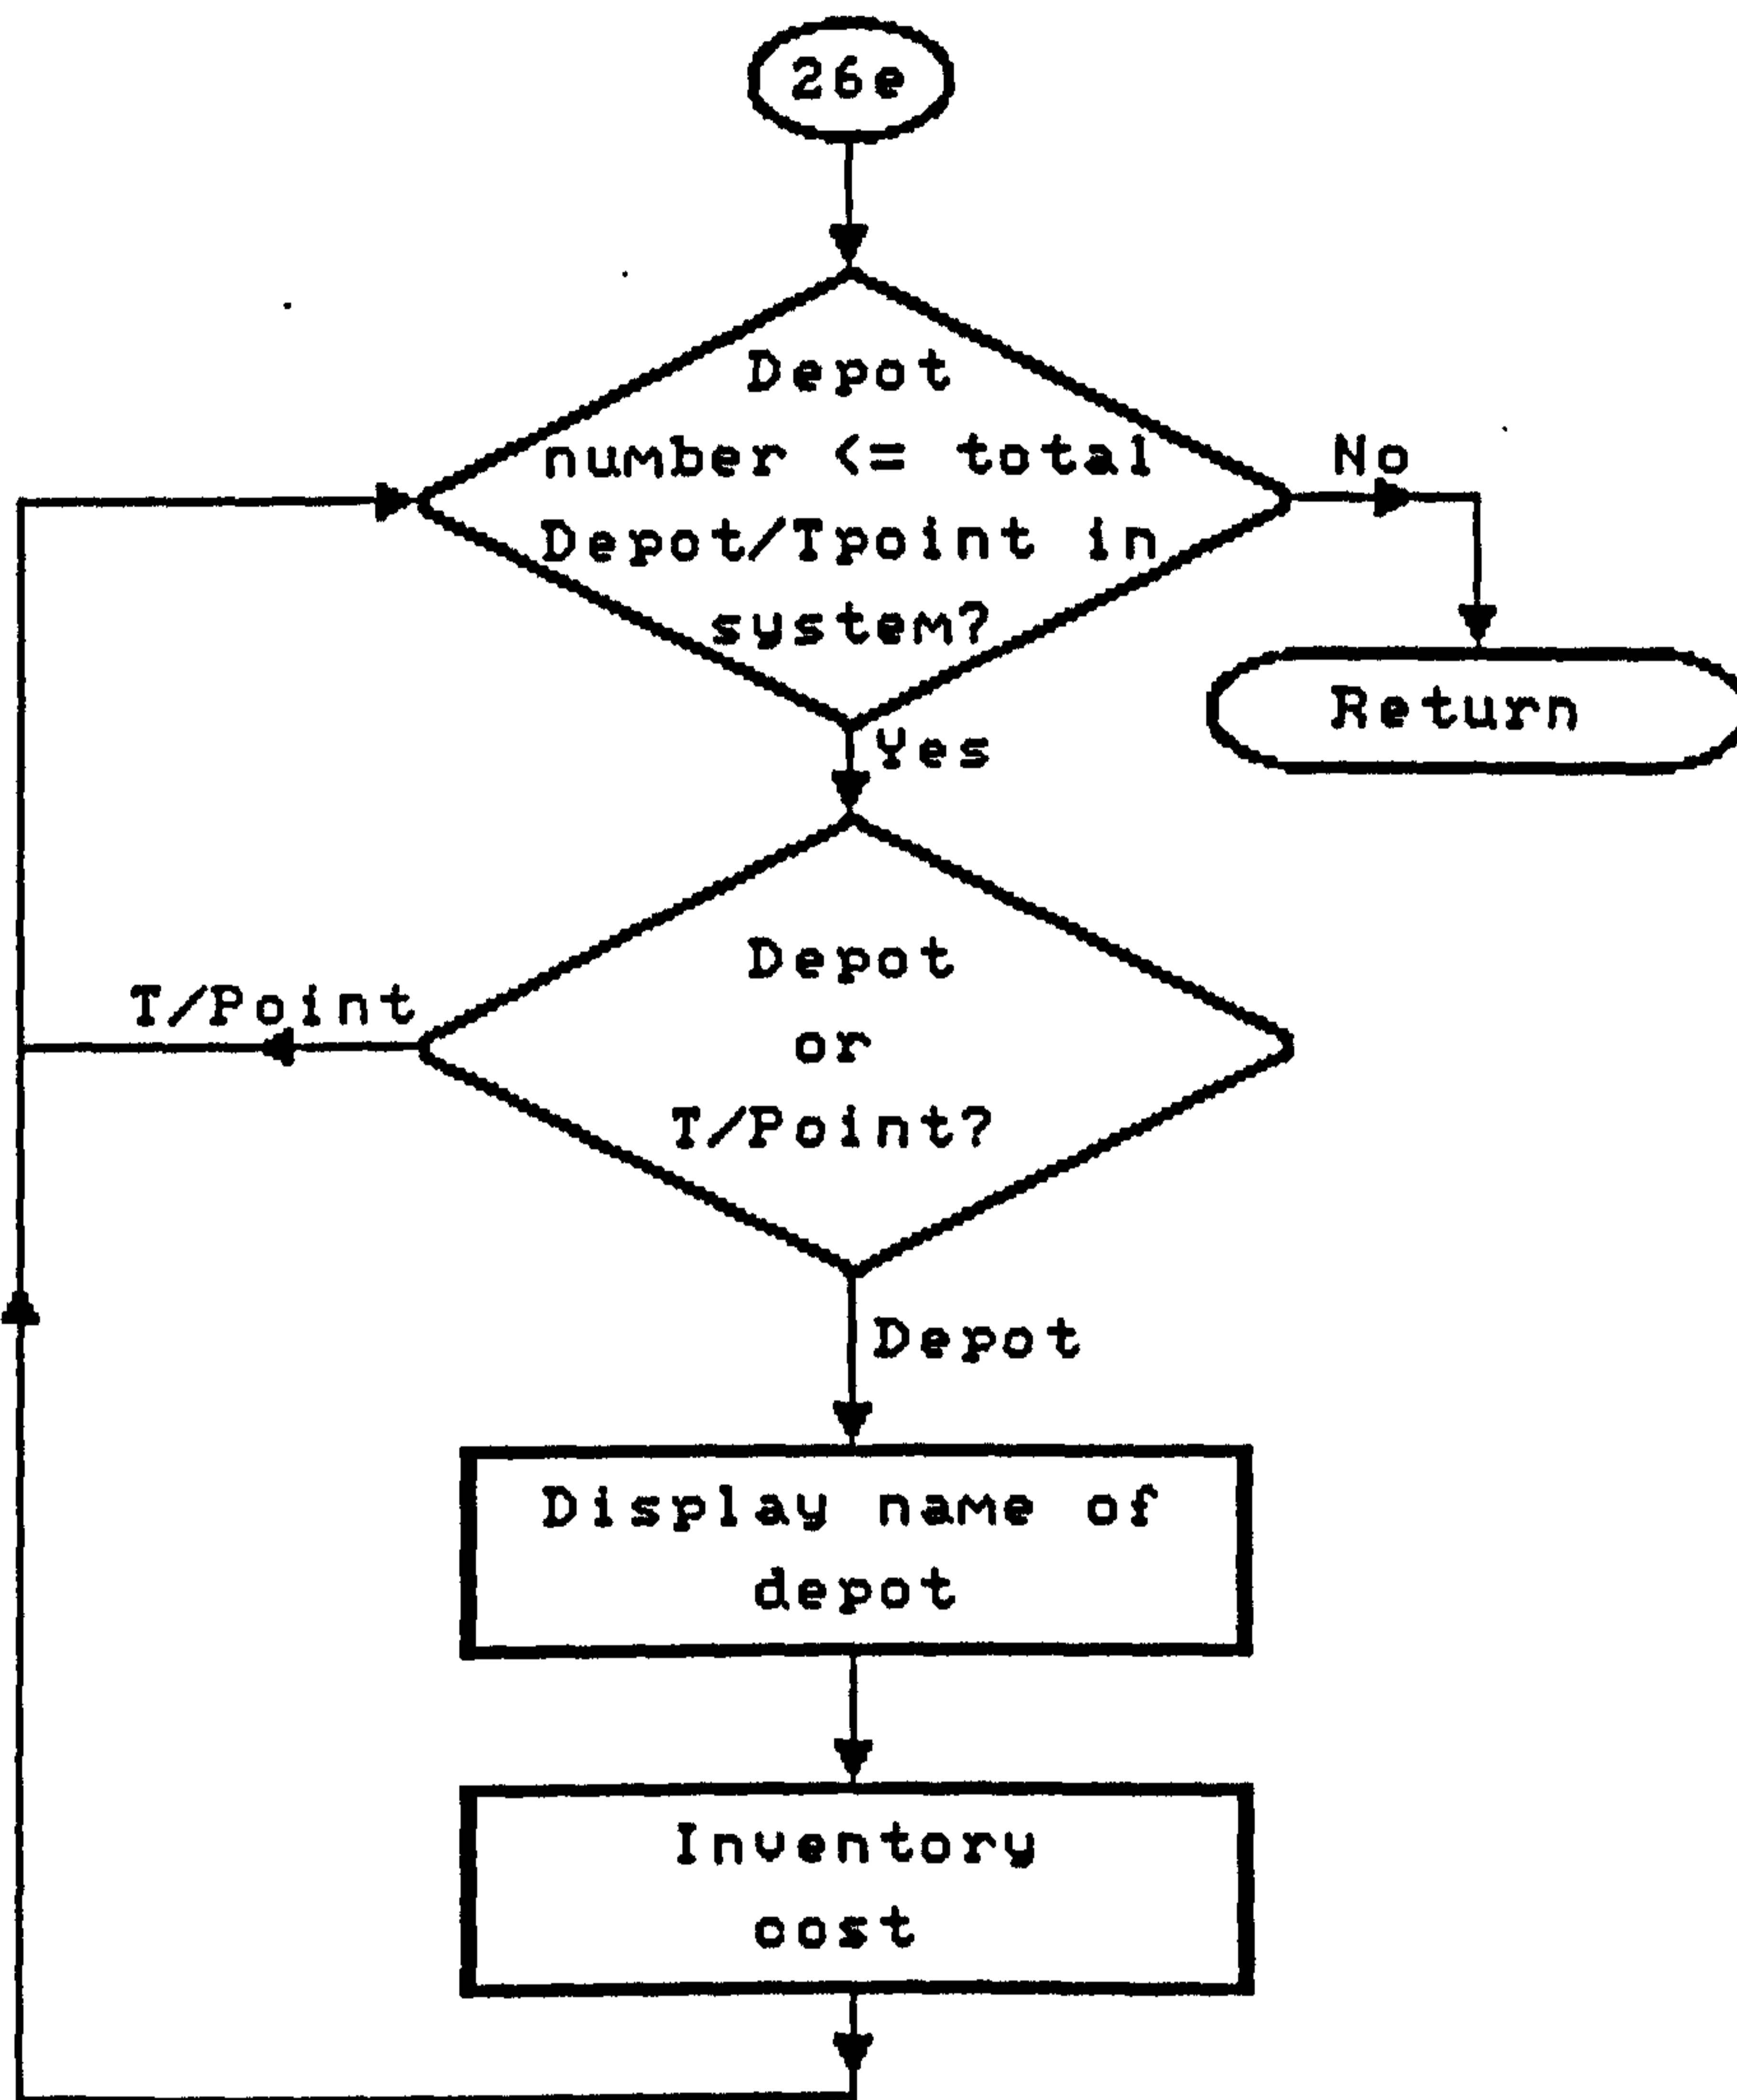 26e
Depot
number <= total
Depot/Tpoint in
system?
No
Return
Yes
Depot
or
T/Point?
T/Point
Depot
Display name of
depot
Inventory
cost